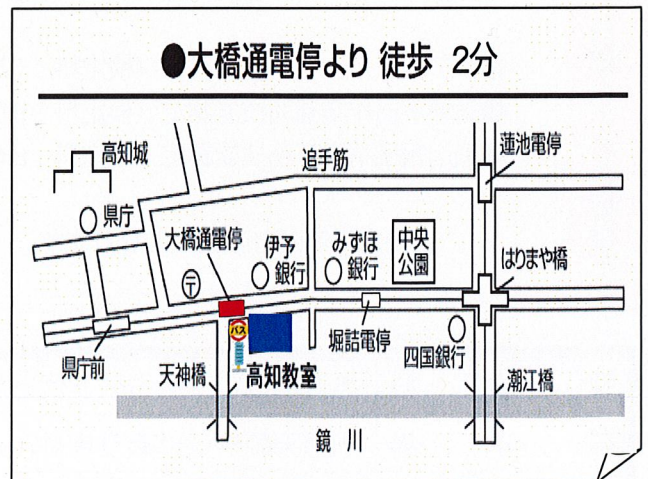 ●大橋通電停より 徒歩 2分
高知城
追手筋
蓮池電停
県庁
大橋通電停
伊予
銀行
みずほ
銀行
中央
公園
はりまや橋
〒
バス
堀詰電停
四国銀行
県庁前
天神橋
高知教室
潮江橋
鏡 川